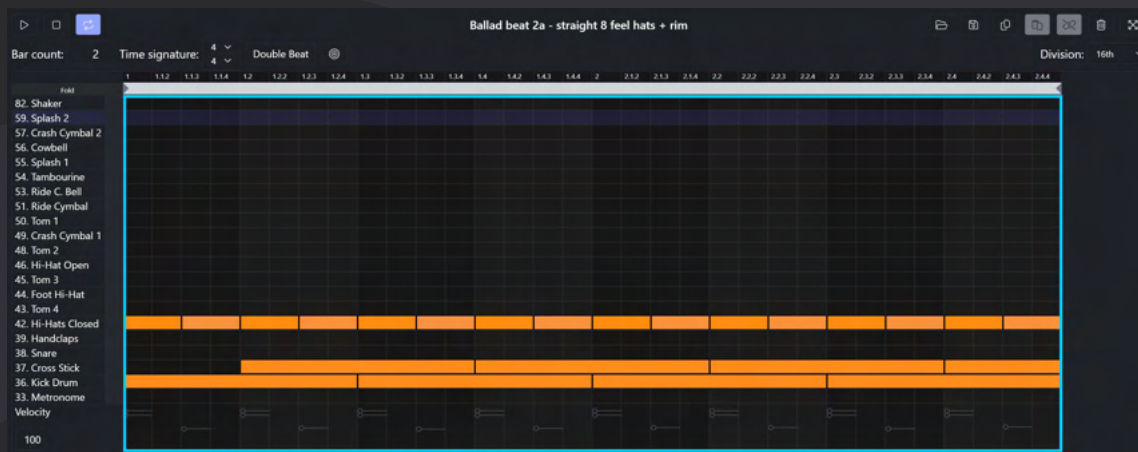 Ballad beat 2a - straight 8 feel hats + rim
Bar count: 2 Time signature: 4 4 Double Beat Division: 16th
1 1.1.2 1.1.3 1.1.4 1.2 1.2.2 1.2.3 1.2.4 1.3 1.3.2 1.3.3 1.3.4 1.4 1.4.2 1.4.3 1.4.4 2 2.1.2 2.1.3 2.1.4 2.2 2.2.2 2.2.3 2.2.4 2.3 2.3.2 2.3.3 2.3.4 2.4 2.4.2 2.4.3 2.4.4
Fold
82. Shaker
59. Splash 2
57. Crash Cymbal 2
56. Cowbell
55. Splash 1
54. Tambourine
53. Ride C. Bell
51. Ride Cymbal
50. Tom 1
49. Crash Cymbal 1
48. Tom 2
46. Hi-Hat Open
45. Tom 3
44. Foot Hi-Hat
43. Tom 4
42. Hi-Hats Closed
39. Handclaps
38. Snare
37. Cross Stick
36. Kick Drum
33. Metronome
Velocity
100